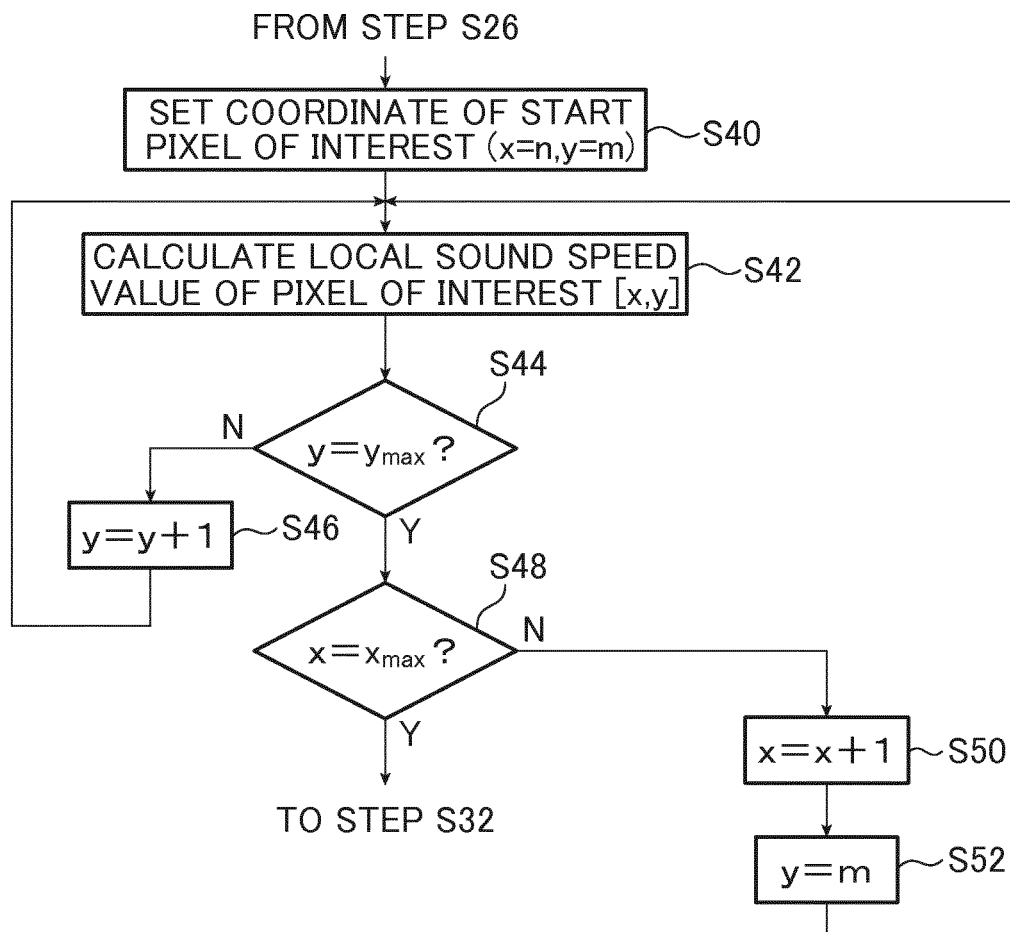 FROM STEP S26
SET COORDINATE OF START
PIXEL OF INTEREST (x=n,y=m)
S40
CALCULATE LOCAL SOUND SPEED
VALUE OF PIXEL OF INTEREST [x,y]
S42
S44
N
y=ymax?
y=y+1
S46
Y
S48
x=xmax?
N
Y
x=x+1
S50
TO STEP S32
y=m
S52